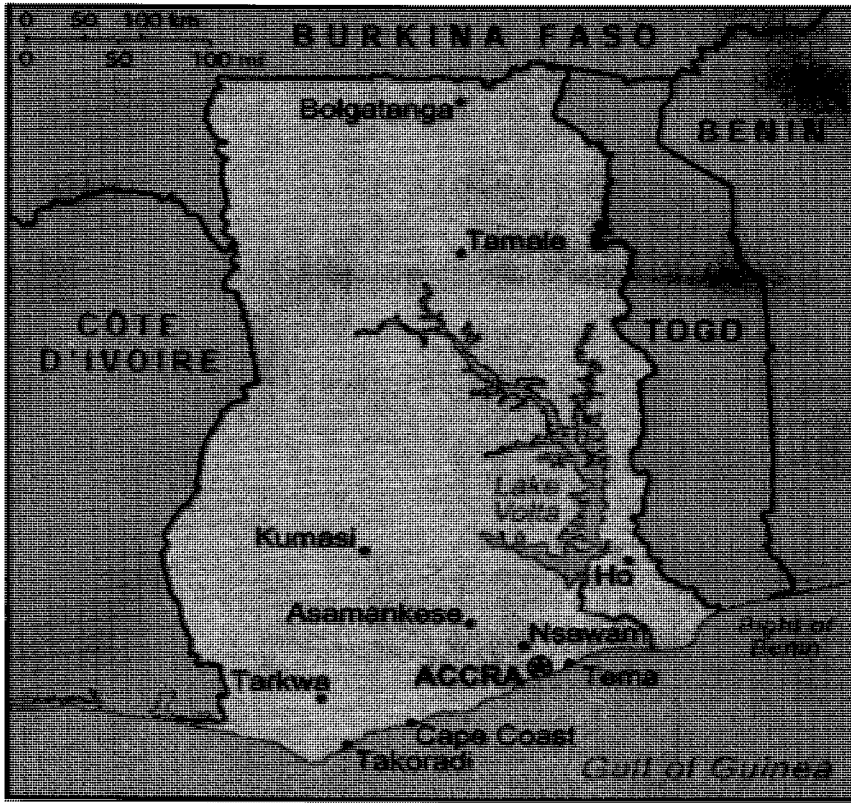 0 50 100 km
0 50 100 mi
BURKINA FASO
Bolgatanga
BENIN
Tamale
CÔTE
D'IVOIRE
TOGO
Lake
Volta
Kumasi
Ho
Asamankese
Nsawam
Bight of
Benin
ACCRA
Tema
Tarkwa
Cape Coast
Takoradi
Gulf of Guinea